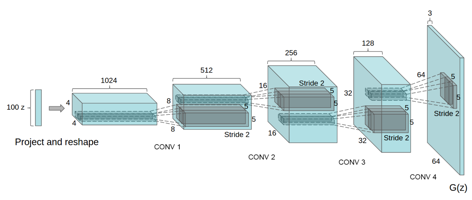 100 z
Project and reshape
1024
4
4
512
8
8
5
5
Stride 2
CONV 1
256
16
16
Stride 2
5
5
CONV 2
128
32
32
5
5
Stride 2
CONV 3
3
64
64
5
5
Stride 2
CONV 4
G(z)